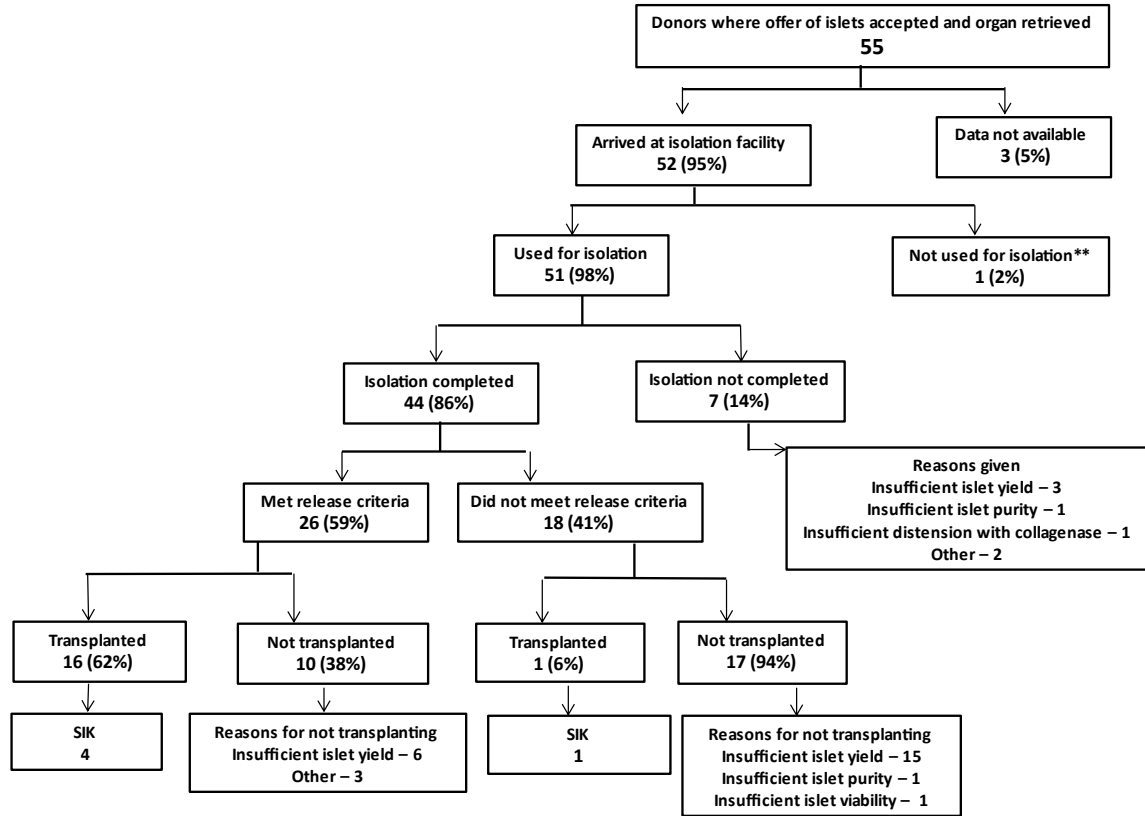 Donors where offer of islets accepted and organ retrieved
55
Arrived at isolation facility
52 (95%)
Data not available
3 (5%)
Used for isolation
51 (98%)
Not used for isolation**
1 (2%)
Isolation completed
44 (86%)
Isolation not completed
7 (14%)
Reasons given
Insufficient islet yield – 3
Insufficient islet purity – 1
Insufficient distension with collagenase – 1
Other – 2
Met release criteria
26 (59%)
Did not meet release criteria
18 (41%)
Transplanted
16 (62%)
Not transplanted
10 (38%)
Transplanted
1 (6%)
Not transplanted
17 (94%)
SIK
4
Reasons for not transplanting
Insufficient islet yield – 6
Other – 3
SIK
1
Reasons for not transplanting
Insufficient islet yield – 15
Insufficient islet purity – 1
Insufficient islet viability – 1